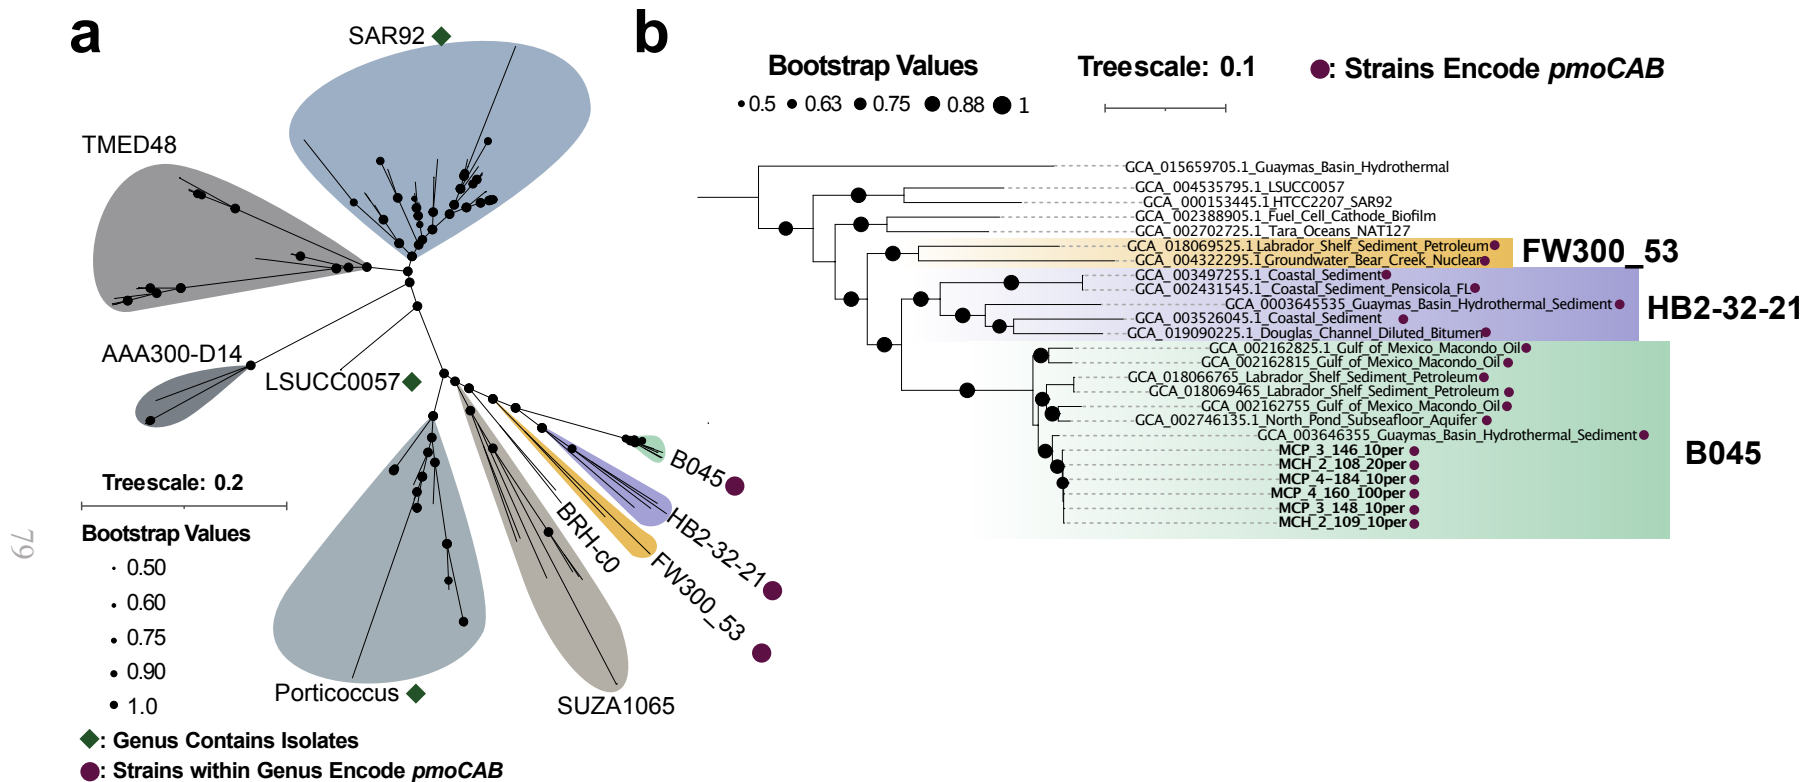 a
SAR92
TMED48
AAA300-D14
LSUCC0057
B045
HB2-32-21
FW300_53
BRH-c0
SUZA1065
Porticoccus
Treescale: 0.2
Bootstrap Values
0.50
0.60
0.75
0.90
1.0
: Genus Contains Isolates
: Strains within Genus Encode pmoCAB
79
b
Bootstrap Values
0.5 0.63 0.75 0.88 1
Treescale: 0.1
: Strains Encode pmoCAB
GCA_015659705.1_Guaymas_Basin_Hydrothermal
GCA_004535795.1_LSUCC0057
GCA_000153445.1_HTCC2207_SAR92
GCA_002388905.1_Fuel_Cell_Cathode_Biofilm
GCA_002702725.1_Tara_Oceans_NAT127
GCA_018069525.1_Labrador_Shelf_Sediment_Petroleum
GCA_004322295.1_Groundwater_Bear_Creek_Nuclear
GCA_003497255.1_Coastal_Sediment
GCA_002431545.1_Coastal_Sediment_Pensicola_FL
GCA_0003645535_Guaymas_Basin_Hydrothermal_Sediment
GCA_003526045.1_Coastal_Sediment
GCA_019090225.1_Douglas_Channel_Diluted_Bitumen
GCA_002162825.1_Gulf_of_Mexico_Macondo_Oil
GCA_002162815_Gulf_of_Mexico_Macondo_Oil
GCA_018066765_Labrador_Shelf_Sediment_Petroleum
GCA_018069465_Labrador_Shelf_Sediment_Petroleum
GCA_002162755_Gulf_of_Mexico_Macondo_Oil
GCA_002746135.1_North_Pond_Subseafloor_Aquifer
GCA_003646355_Guaymas_Basin_Hydrothermal_Sediment
MCP_3_146_10per
MCH_2_108_20per
MCP_4-184_10per
MCP_4_160_100per
MCP_3_148_10per
MCH_2_109_10per
FW300_53
HB2-32-21
B045